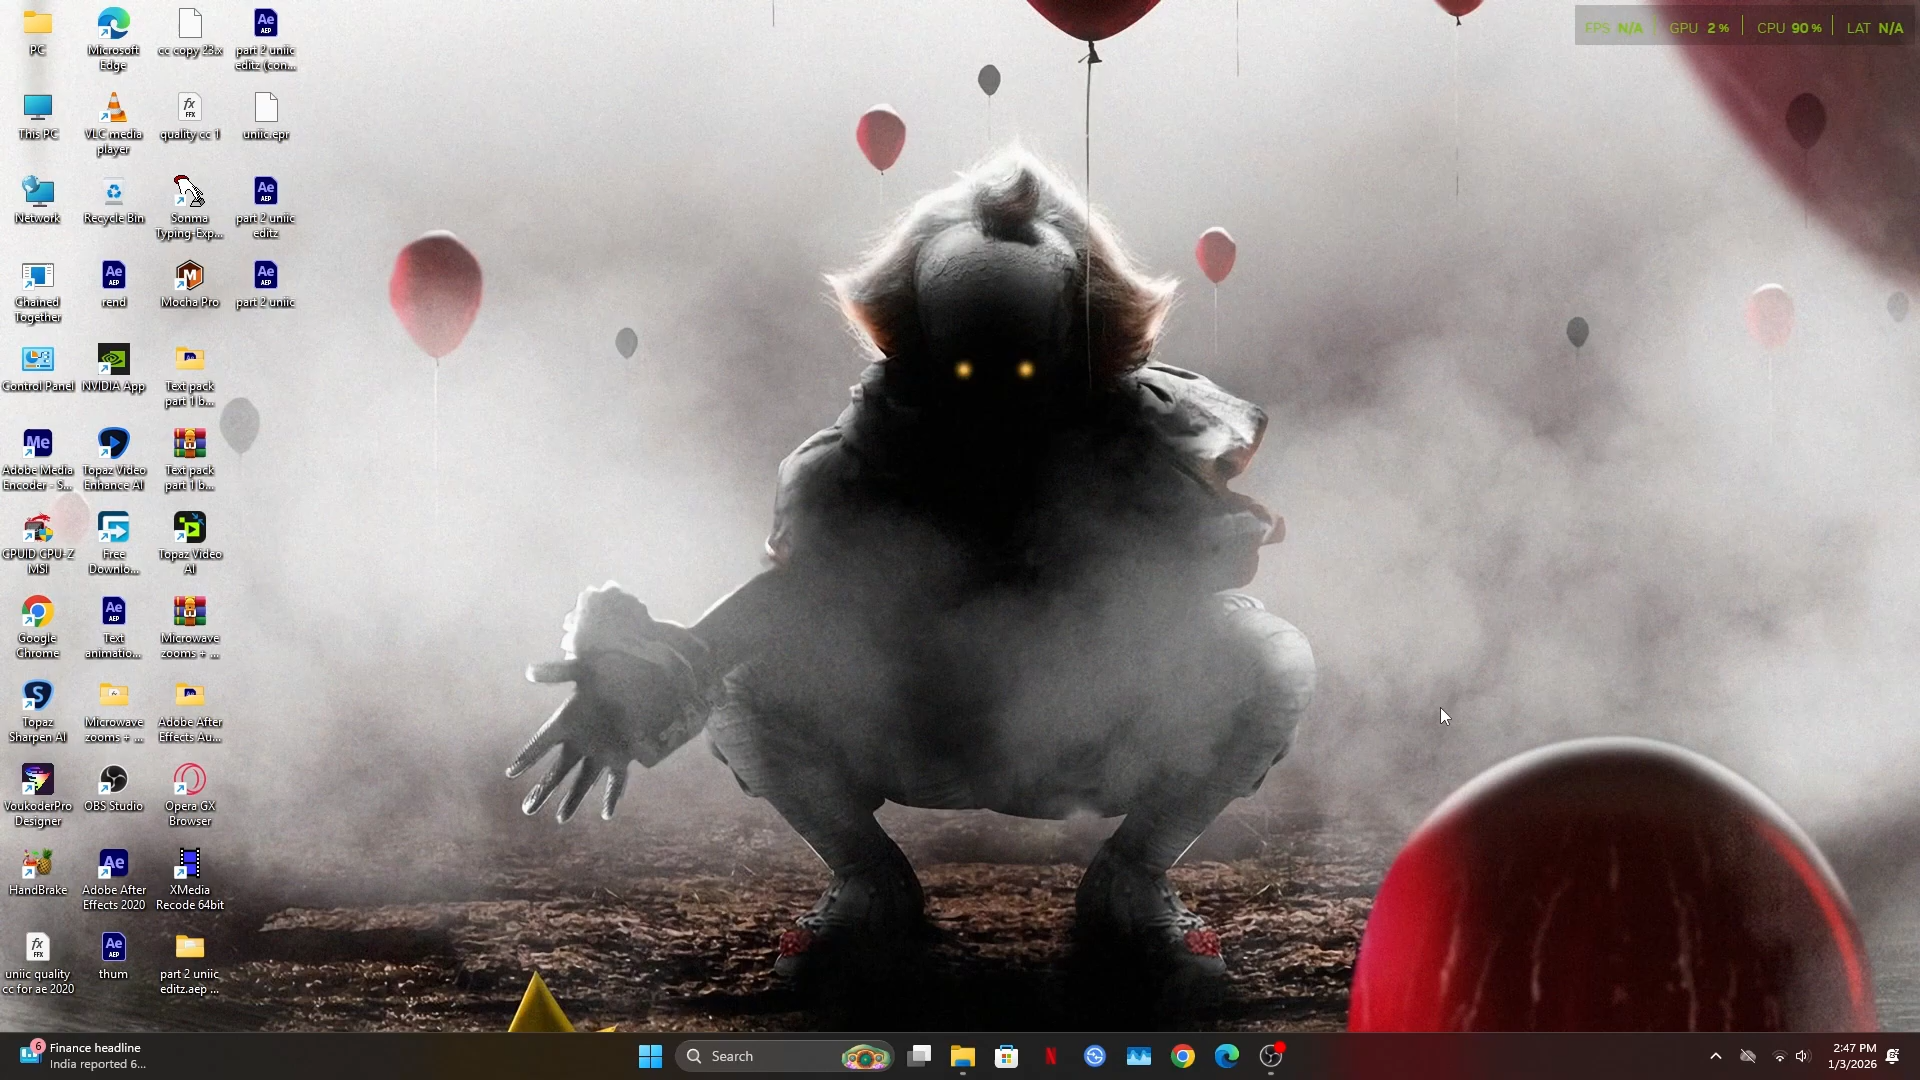 FPS N/A GPU 2 % CPU 90 % LAT N/A
PC
Microsoft
Edge
cc copy 23.x
part 2 uniic
editz (con...
This PC
VLC media
player
quality cc 1
uniic.epr
Network
Recycle Bin
Sonma
Typing-Exp...
part 2 uniic
editz
Chained
Together
rend
Mocha Pro
part 2 uniic
Control Panel
NVIDIA App
Text pack
part 1 b...
Adobe Media
Encoder - S...
Topaz Video
Enhance AI
Text pack
part 1 b...
CPUID CPU-Z
MSI
Free
Downlo...
Topaz Video
AI
Google
Chrome
Text
animatio...
Microwave
zooms + ...
Topaz
Sharpen AI
Microwave
zooms + ...
Adobe After
Effects Au...
VoukoderPro
Designer
OBS Studio
Opera GX
Browser
HandBrake
Adobe After
Effects 2020
XMedia
Recode 64bit
uniic quality
cc for ae 2020
thum
part 2 uniic
editz.aep ...
6
Finance headline
India reported 6...
Search
2:47 PM
1/3/2026